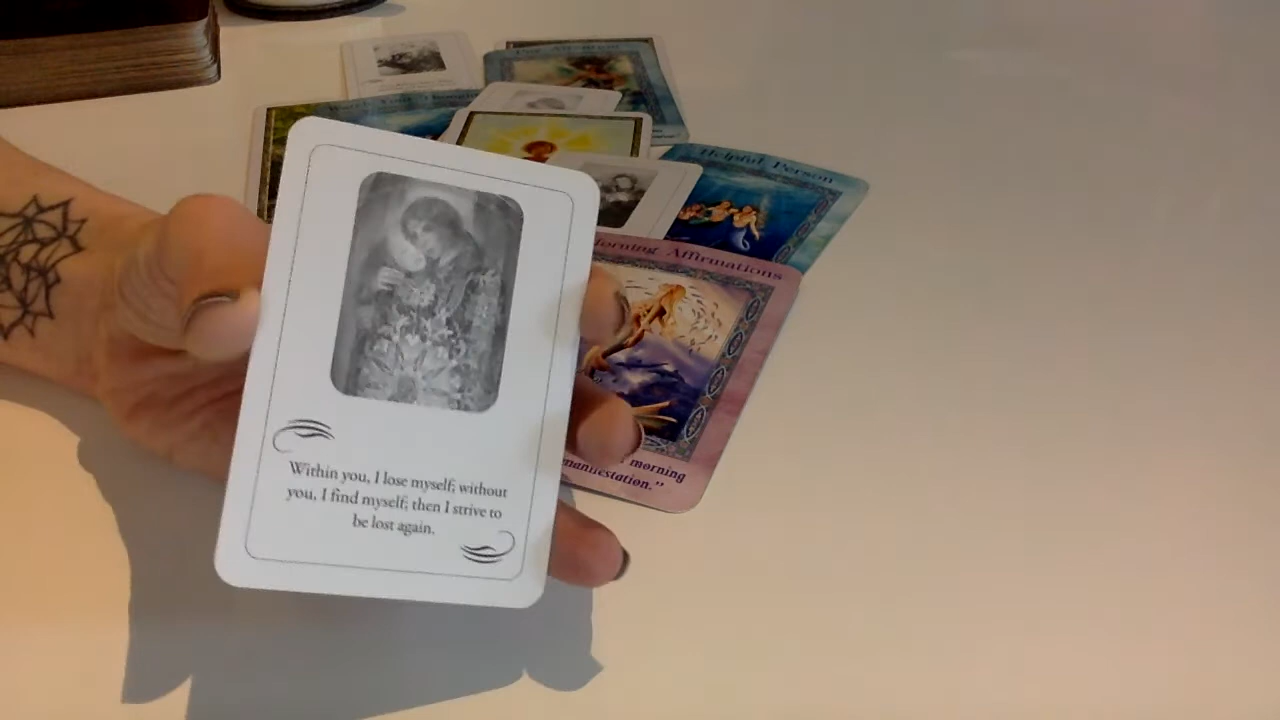 Helpful Person
Morning Affirmations
Within you, I lose myself; without
you, I find myself; then I strive to
be lost again.
morning
manifestation."